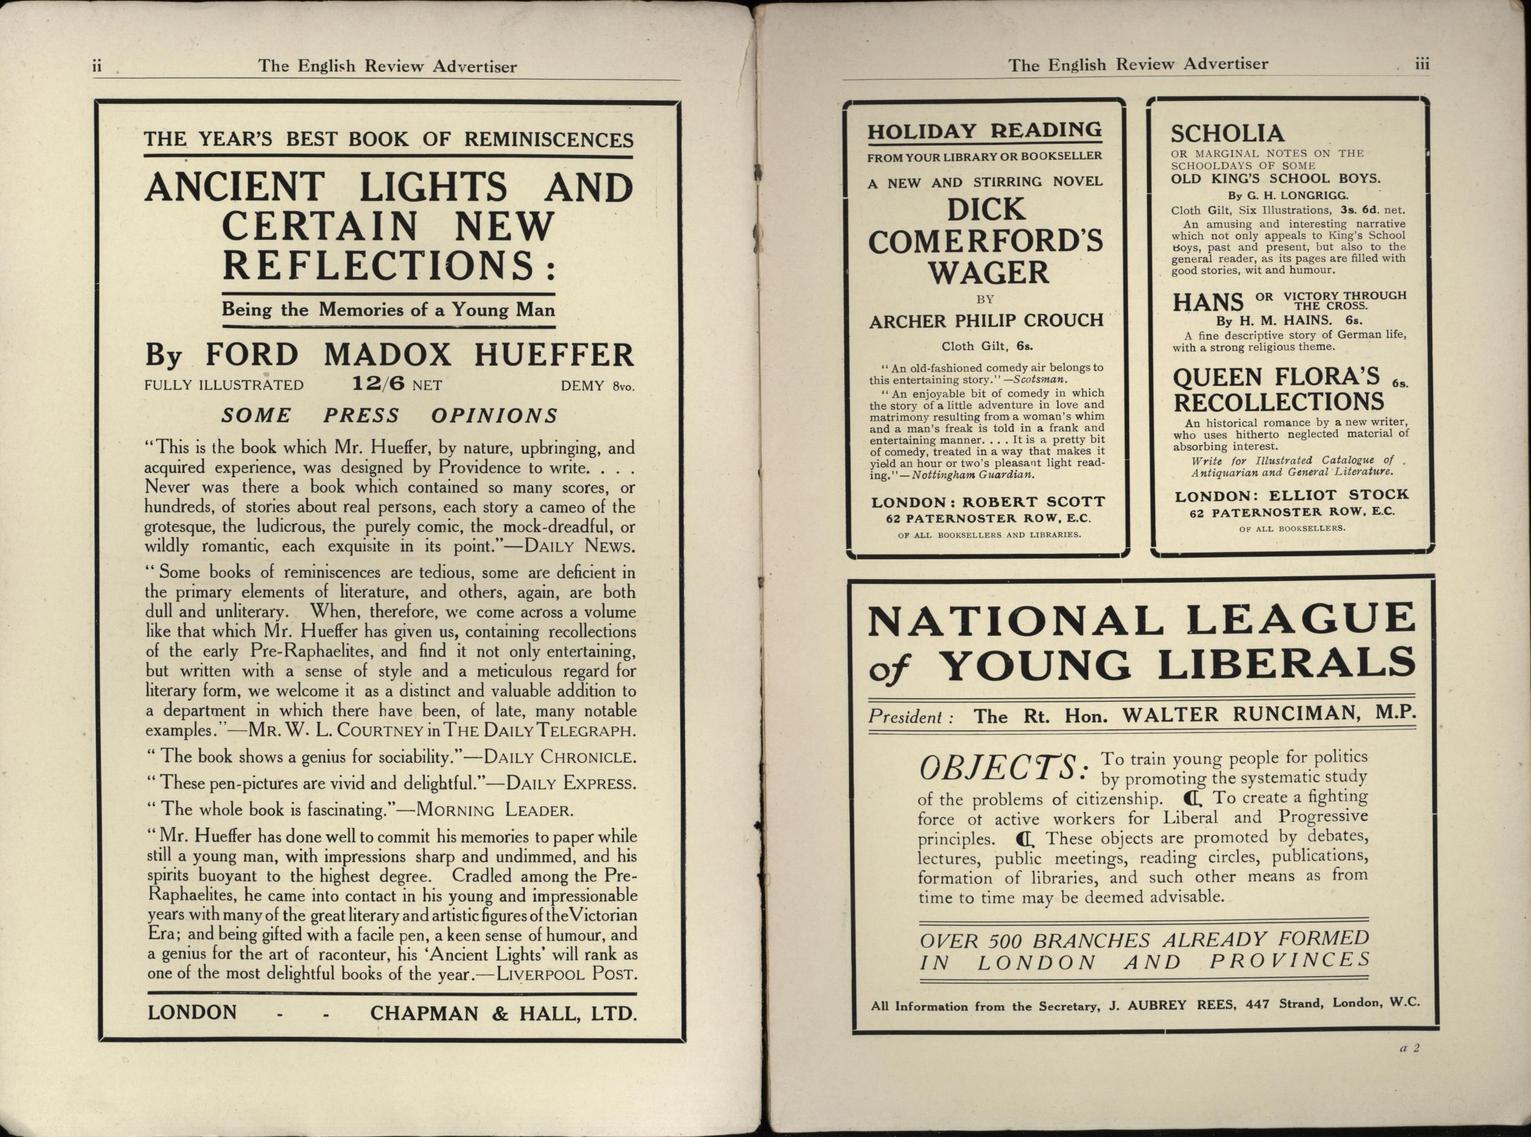 ii
The English Review Advertiser
THE YEAR'S BEST BOOK OF REMINISCENCES
ANCIENT LIGHTS AND
CERTAIN NEW
REFLECTIONS:
Being the Memories of a Young Man
By FORD MADOX HUEFFER
FULLY ILLUSTRATED 12/6 NET DEMY 8vo.
SOME PRESS OPINIONS
"This is the book which Mr. Hueffer, by nature, upbringing, and
acquired experience, was designed by Providence to write. . . .
Never was there a book which contained so many scores, or
hundreds, of stories about real persons, each story a cameo of the
grotesque, the ludicrous, the purely comic, the mock-dreadful, or
wildly romantic, each exquisite in its point."—DAILY NEWS.
"Some books of reminiscences are tedious, some are deficient in
the primary elements of literature, and others, again, are both
dull and unliterary. When, therefore, we come across a volume
like that which Mr. Hueffer has given us, containing recollections
of the early Pre-Raphaelites, and find it not only entertaining,
but written with a sense of style and a meticulous regard for
literary form, we welcome it as a distinct and valuable addition to
a department in which there have been, of late, many notable
examples."—MR. W. L. COURTNEY in THE DAILY TELEGRAPH.
"The book shows a genius for sociability."—DAILY CHRONICLE.
"These pen-pictures are vivid and delightful."—DAILY EXPRESS.
"The whole book is fascinating."—MORNING LEADER.
"Mr. Hueffer has done well to commit his memories to paper while
still a young man, with impressions sharp and undimmed, and his
spirits buoyant to the highest degree. Cradled among the Pre-
Raphaelites, he came into contact in his young and impressionable
years with many of the great literary and artistic figures of the Victorian
Era; and being gifted with a facile pen, a keen sense of humour, and
a genius for the art of raconteur, his 'Ancient Lights' will rank as
one of the most delightful books of the year.—LIVERPOOL POST.
LONDON - - CHAPMAN & HALL, LTD.
The English Review Advertiser
iii
HOLIDAY READING
FROM YOUR LIBRARY OR BOOKSELLER
A NEW AND STIRRING NOVEL
DICK
COMERFORD'S
WAGER
BY
ARCHER PHILIP CROUCH
Cloth Gilt, 6s.
"An old-fashioned comedy air belongs to
this entertaining story."—Scotsman.
"An enjoyable bit of comedy in which
the story of a little adventure in love and
matrimony resulting from a woman's whim
and a man's freak is told in a frank and
entertaining manner. . . . It is a pretty bit
of comedy, treated in a way that makes it
yield an hour or two's pleasant light read-
ing."—Nottingham Guardian.
LONDON: ROBERT SCOTT
62 PATERNOSTER ROW, E.C.
OF ALL BOOKSELLERS AND LIBRARIES.
SCHOLIA
OR MARGINAL NOTES ON THE
SCHOOLDAYS OF SOME
OLD KING'S SCHOOL BOYS.
By G. H. LONGRIGG.
Cloth Gilt, Six Illustrations, 3s. 6d. net.
An amusing and interesting narrative
which not only appeals to King's School
Boys, past and present, but also to the
general reader, as its pages are filled with
good stories, wit and humour.
HANS OR VICTORY THROUGH
THE CROSS.
By H. M. HAINS. 6s.
A fine descriptive story of German life,
with a strong religious theme.
QUEEN FLORA'S 6s.
RECOLLECTIONS
An historical romance by a new writer,
who uses hitherto neglected material of
absorbing interest.
Write for Illustrated Catalogue of
Antiquarian and General Literature.
LONDON: ELLIOT STOCK
62 PATERNOSTER ROW, E.C.
OF ALL BOOKSELLERS.
NATIONAL LEAGUE
of YOUNG LIBERALS
President: The Rt. Hon. WALTER RUNCIMAN, M.P.
OBJECTS: To train young people for politics
by promoting the systematic study
of the problems of citizenship. ¶ To create a fighting
force of active workers for Liberal and Progressive
principles. ¶ These objects are promoted by debates,
lectures, public meetings, reading circles, publications,
formation of libraries, and such other means as from
time to time may be deemed advisable.
OVER 500 BRANCHES ALREADY FORMED
IN LONDON AND PROVINCES
All Information from the Secretary, J. AUBREY REES, 447 Strand, London, W.C.
a 2